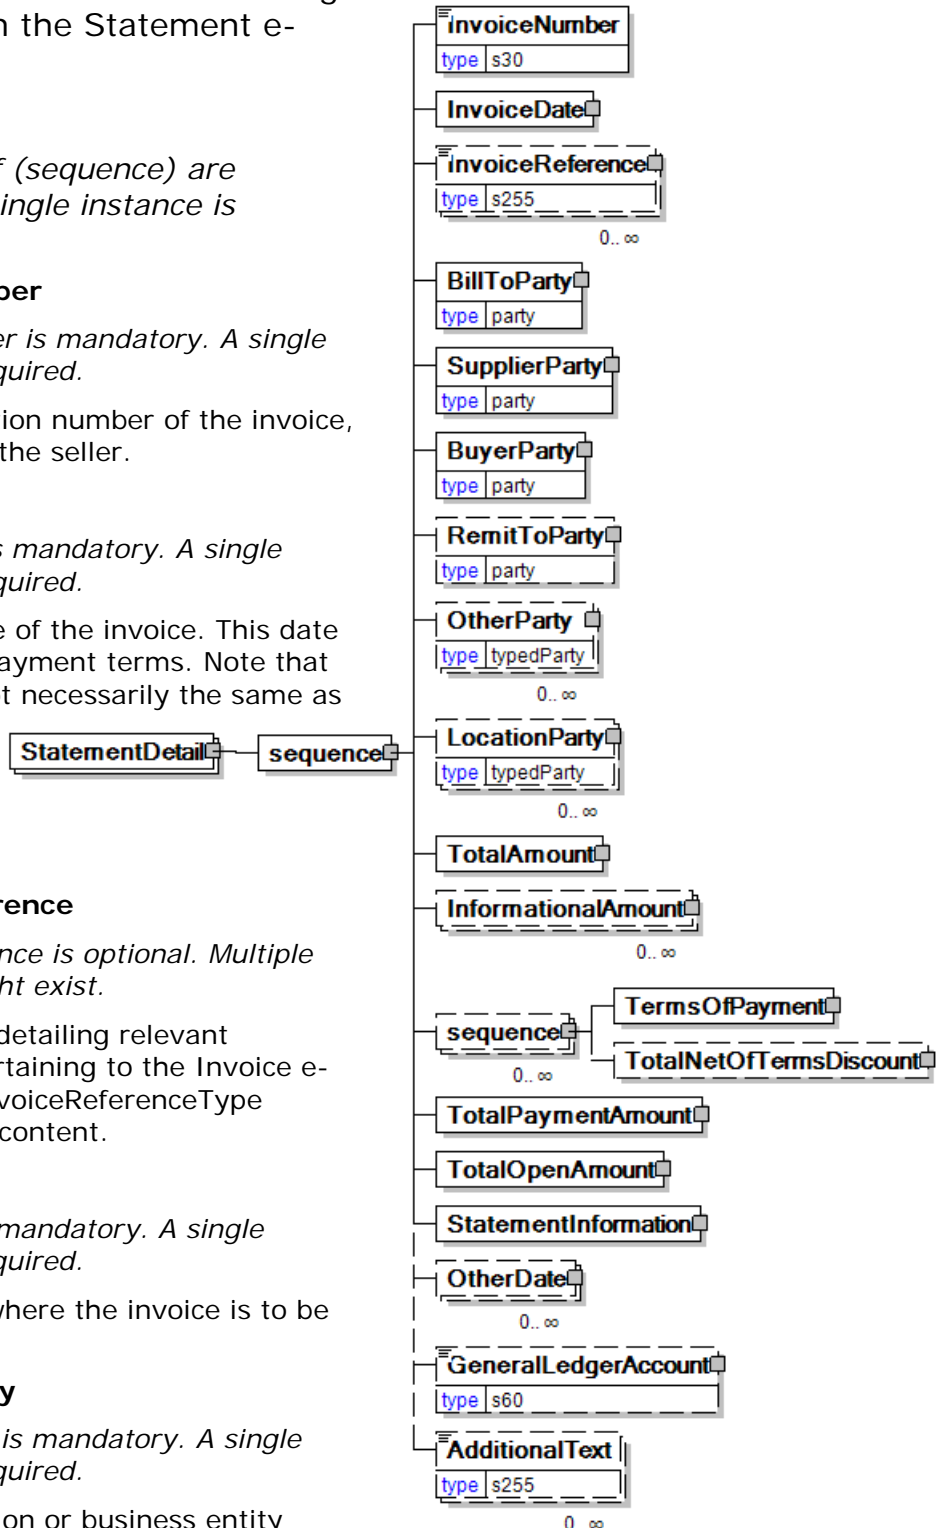 n the Statement e-
f (sequence) are
ingle instance is
ber
er is mandatory. A single
quired.
tion number of the invoice,
the seller.
s mandatory. A single
quired.
e of the invoice. This date
ayment terms. Note that
t necessarily the same as
rence
nce is optional. Multiple
ht exist.
detailing relevant
rtaining to the Invoice e-
voiceReferenceType
content.
mandatory. A single
quired.
where the invoice is to be
y
is mandatory. A single
quired.
on or business entity
StatementDetail
sequence
InvoiceNumber
type s30
InvoiceDate
InvoiceReference
type s255
0..∞
BillToParty
type party
SupplierParty
type party
BuyerParty
type party
RemitToParty
type party
OtherParty
type typedParty
0..∞
LocationParty
type typedParty
0..∞
TotalAmount
InformationalAmount
0..∞
sequence
0..∞
TermsOfPayment
TotalNetOfTermsDiscount
TotalPaymentAmount
TotalOpenAmount
StatementInformation
OtherDate
0..∞
GeneralLedgerAccount
type s60
AdditionalText
type s255
0..∞